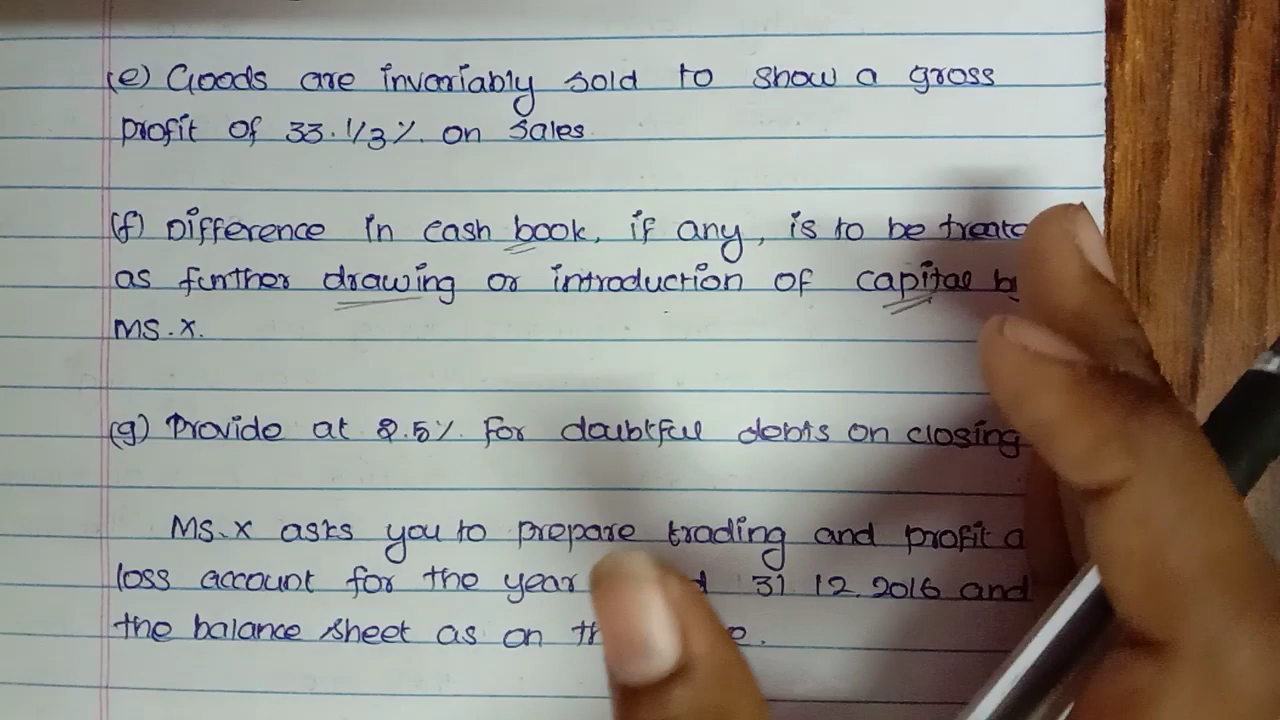 (e) Goods are invariably sold to show a gross
profit of 33.1/3%. on sales
(f) Difference in cash book, if any, is to be
as further drawing or introduction of capital
MS.X.
(g) Provide at 2.5% for doubtful debts on closing
MS.X asks you to prepare trading and profit
loss account for the year 31 12.2016 and
the balance sheet as on